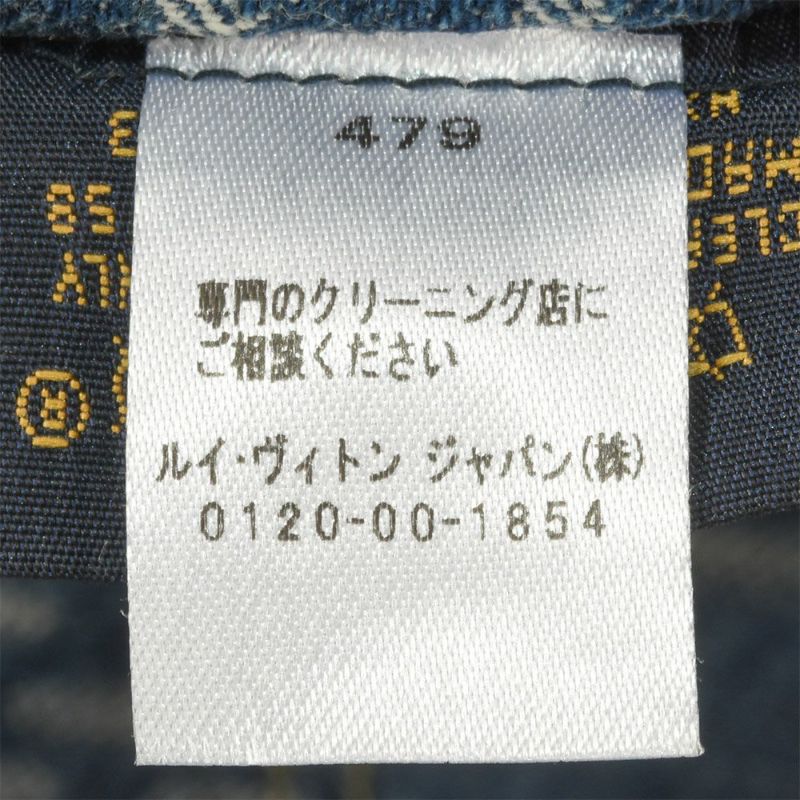 479
専門のクリーニング店に
ご相談ください
ルイ・ヴィトン ジャパン(株)
0120-00-1854
85